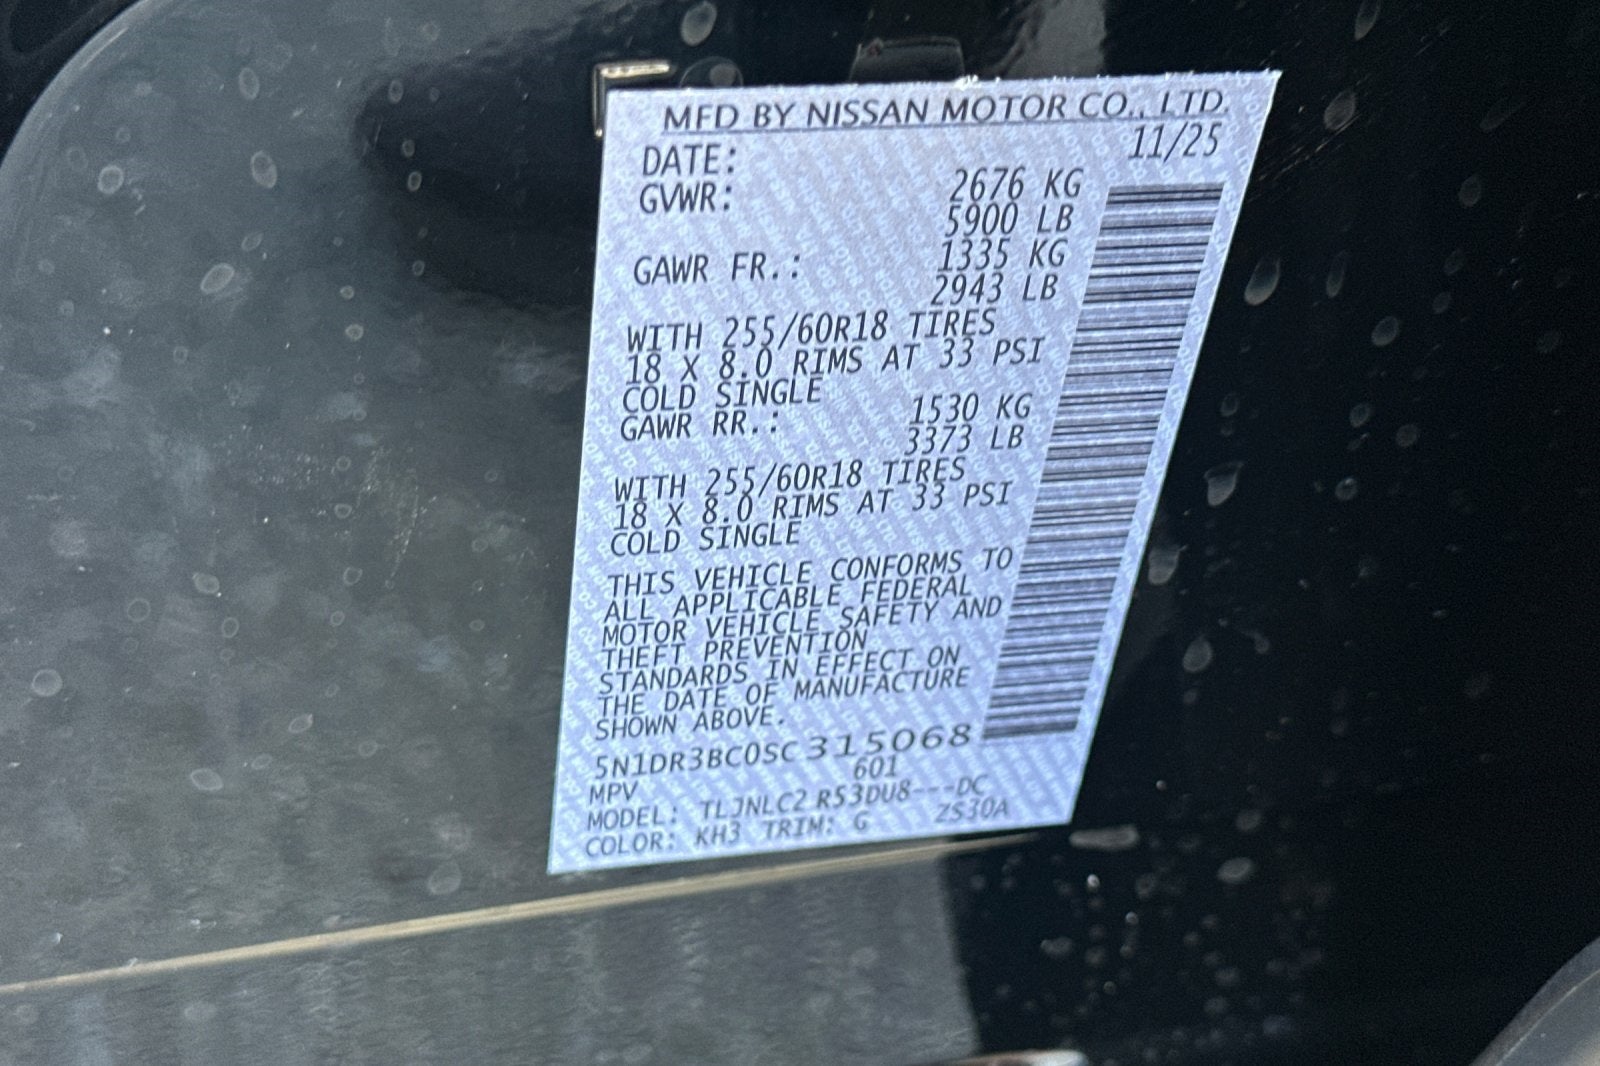 MFD BY NISSAN MOTOR CO., LTD.
DATE: 11/25
GVWR: 2676 KG
5900 LB
GAWR FR.: 1335 KG
2943 LB
WITH 255/60R18 TIRES
18 X 8.0 RIMS AT 33 PSI
COLD SINGLE
GAWR RR.: 1530 KG
3373 LB
WITH 255/60R18 TIRES
18 X 8.0 RIMS AT 33 PSI
COLD SINGLE
THIS VEHICLE CONFORMS TO
ALL APPLICABLE FEDERAL
MOTOR VEHICLE SAFETY AND
THEFT PREVENTION
STANDARDS IN EFFECT ON
THE DATE OF MANUFACTURE
SHOWN ABOVE.
5N1DR3BC0SC315068
MPV 601
MODEL: TLJNLC2 R53DU8---DC
COLOR: KH3 TRIM: G ZS30A